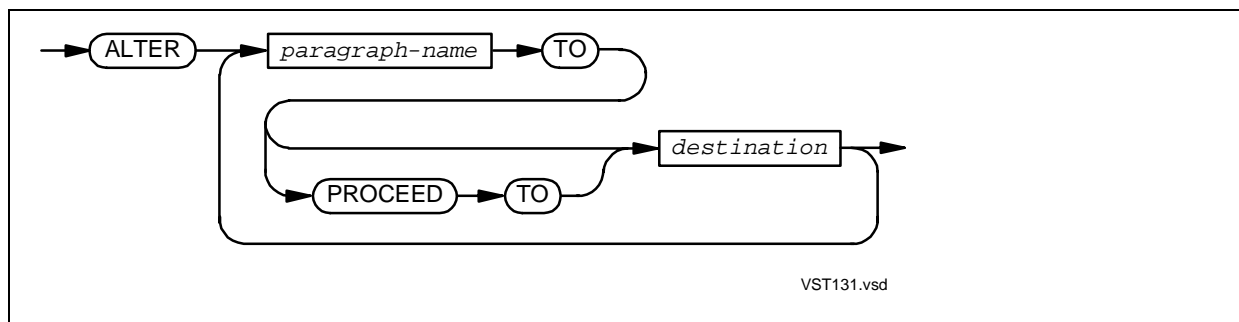 ALTER paragraph-name TO
destination
PROCEED TO
VST131.vsd